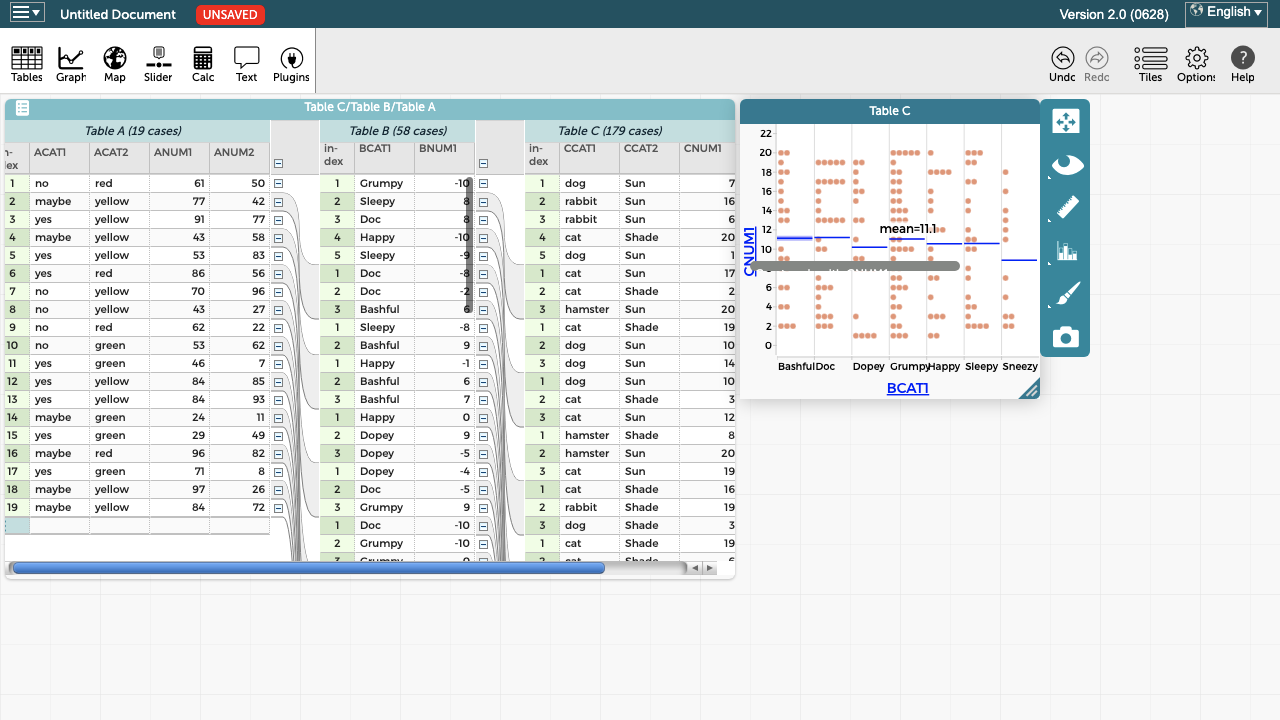 Untitled Document UNSAVED Version 2.0 (0628) English
Tables Graph Map Slider Calc Text Plugins Undo Redo Tiles Options Help
Table C/Table B/Table A
Table A (19 cases) Table B (58 cases) Table C (179 cases)
n-dex ACAT1 ACAT2 ANUM1 ANUM2 in-dex BCAT1 BNUM1 in-dex CCAT1 CCAT2 CNUM1
1 no red 61 50 1 Grumpy -10 1 dog Sun 7
2 maybe yellow 77 42 2 Sleepy 8 2 rabbit Sun 16
3 yes yellow 91 77 3 Doc 8 3 rabbit Sun 6
4 maybe yellow 43 58 4 Happy -10 4 cat Sun 20
5 yes yellow 53 83 5 Sleepy -9 5 dog Sun 1
6 yes red 86 56 1 Doc -8 1 cat Sun 17
7 no yellow 70 96 2 Doc -2 2 cat Shade 2
8 no yellow 43 27 3 Bashful 6 3 hamster Sun 20
9 no red 62 22 1 Sleepy -8 1 cat Shade 19
10 no green 53 62 2 Bashful 9 2 dog Sun 10
11 yes green 46 7 1 Happy -1 3 dog Sun 14
12 yes yellow 84 85 2 Bashful 6 1 dog Shade 10
13 yes yellow 84 93 3 Bashful 7 2 cat Shade 3
14 maybe green 24 11 1 Happy 0 3 cat Sun 12
15 yes green 29 49 2 Dopey 9 1 hamster Shade 8
16 maybe red 96 82 3 Dopey -5 2 hamster Sun 20
17 yes green 71 8 1 Dopey -4 3 cat Sun 19
18 maybe yellow 97 26 2 Doc -5 1 cat Shade 16
19 maybe yellow 84 72 3 Grumpy 9 2 rabbit Shade 19
1 Doc -10 3 dog Shade 3
2 Grumpy -10 1 cat Shade 19
3 Grumpy 0 2 cat Shade 6
Table C
22
20
18
16
14
12
10
6
4
2
0
CNUM1
mean=11.1
Bashful Doc Dopey Grumpy Happy Sleepy Sneezy
BCAT1